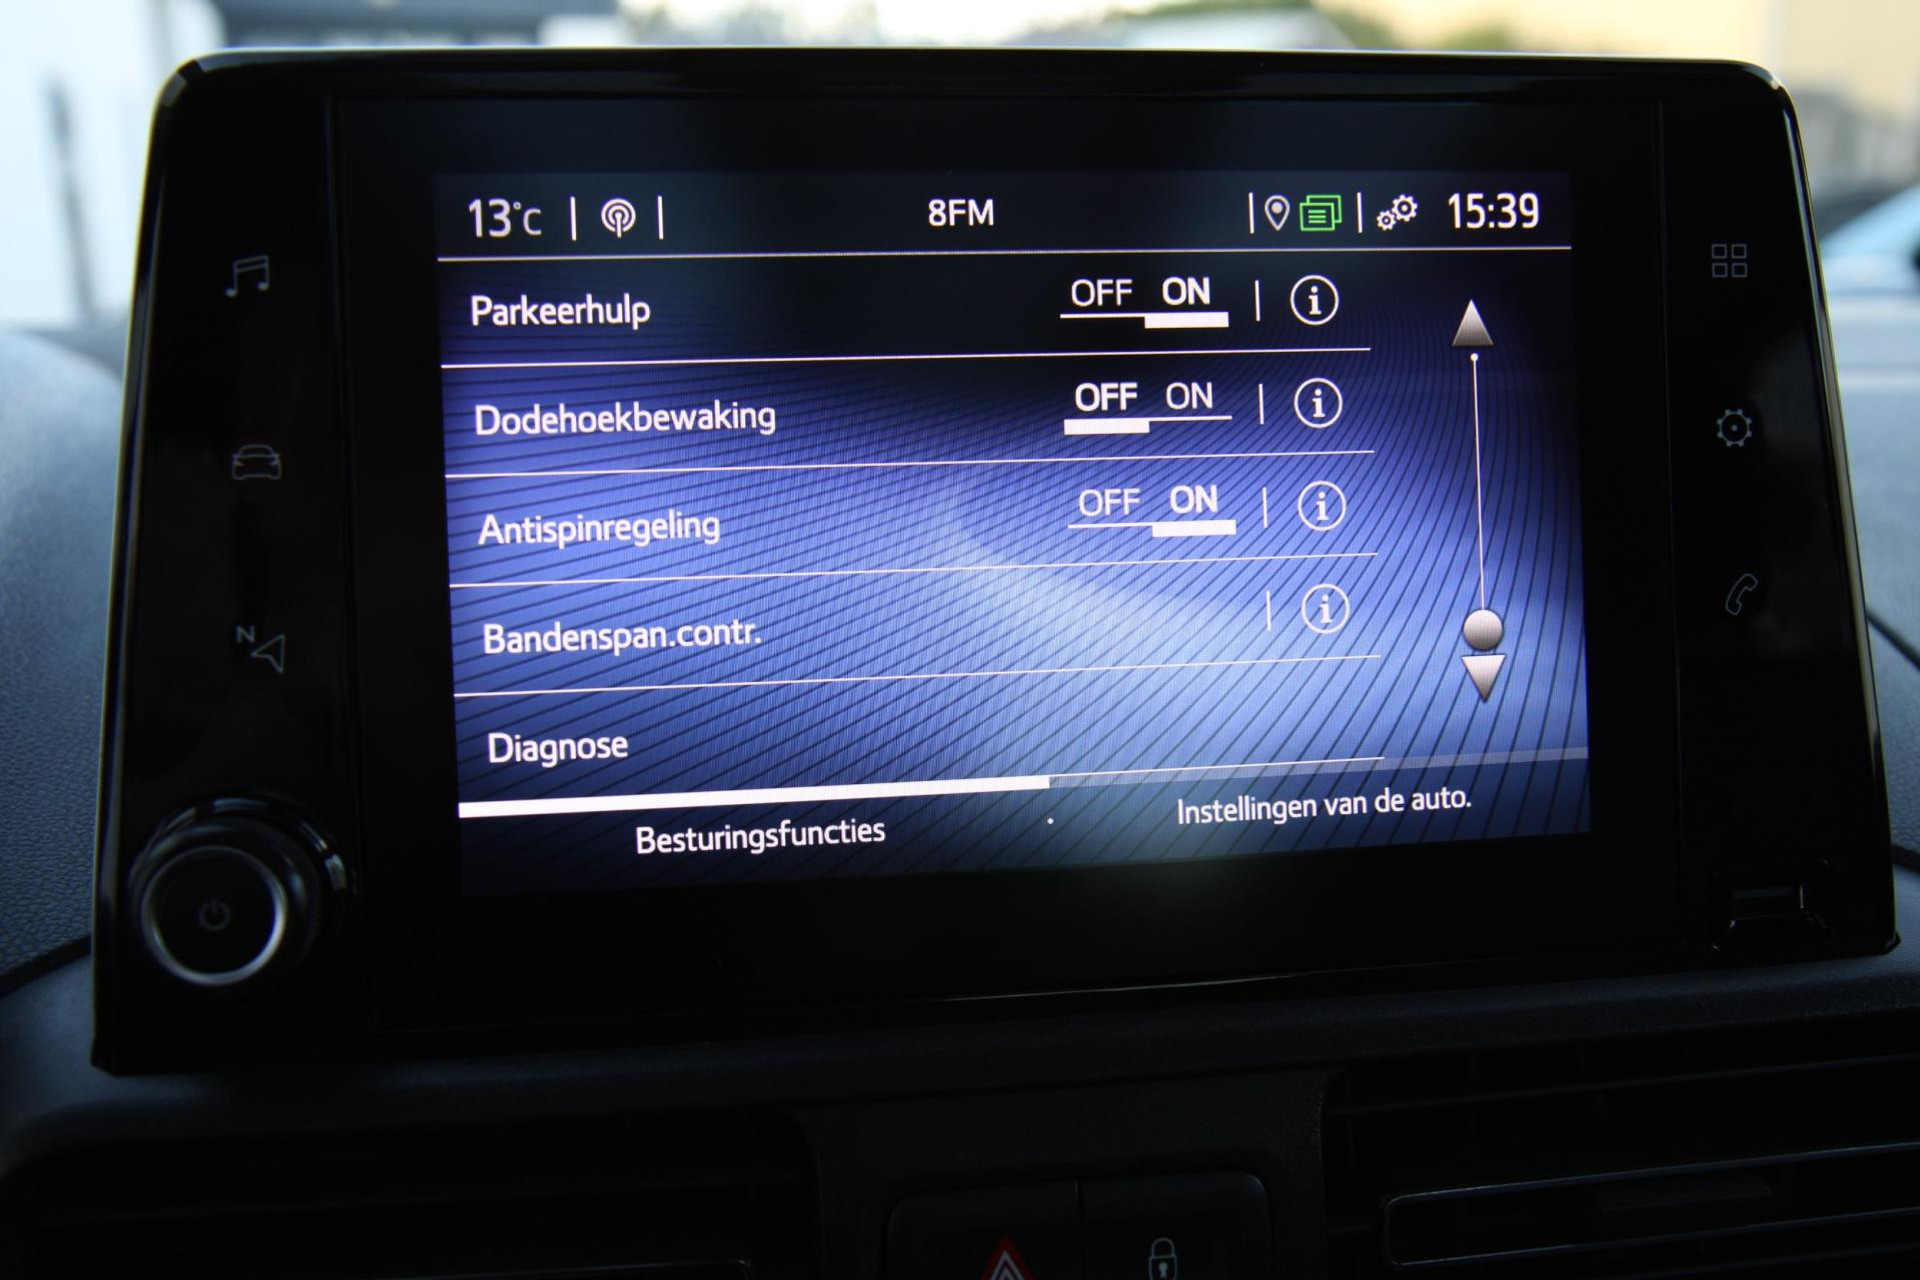 13°C 8FM 15:39
Parkeerhulp OFF ON i
Dodehoekbewaking OFF ON i
Antispinregeling OFF ON i
Bandenspan.contr. i
Diagnose
Besturingsfuncties Instellingen van de auto.
N